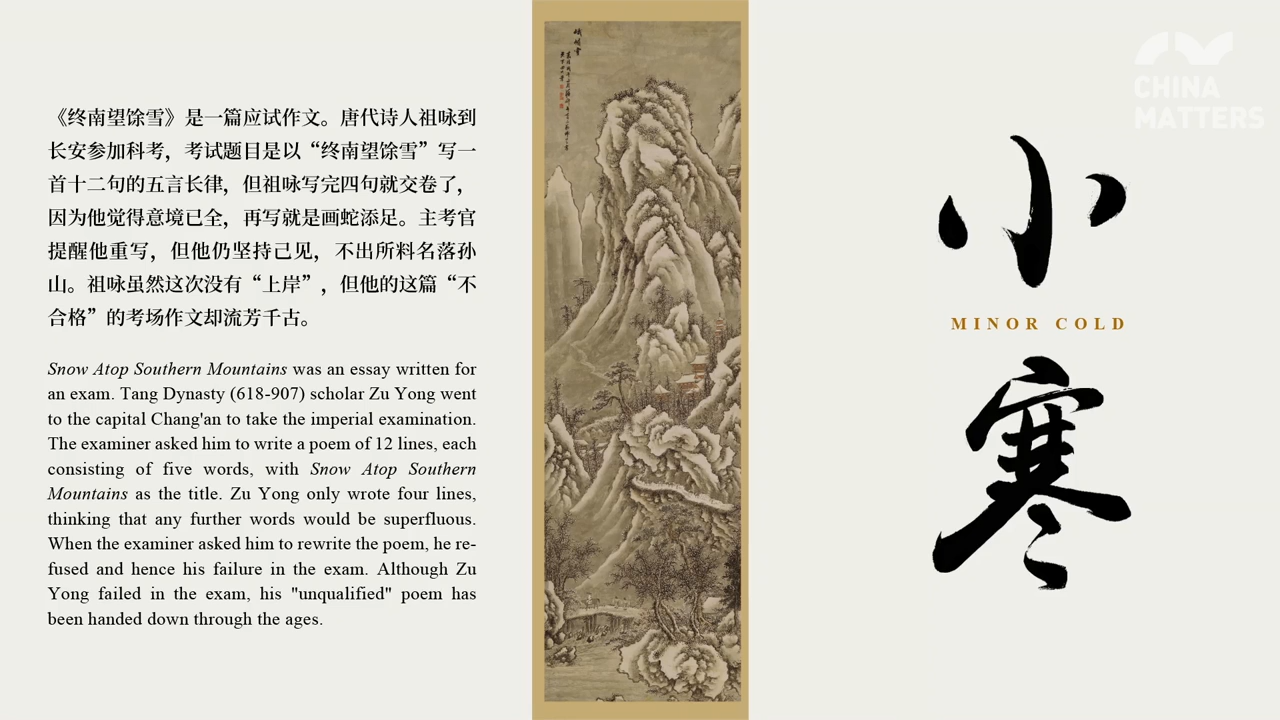 《终南望馀雪》是一篇应试作文。唐代诗人祖咏到
长安参加科考，考试题目是以“终南望馀雪”写一
首十二句的五言长律，但祖咏写完四句就交卷了，
因为他觉得意境已全，再写就是画蛇添足。主考官
提醒他重写，但他仍坚持己见，不出所料名落孙
山。祖咏虽然这次没有“上岸”，但他的这篇“不
合格”的考场作文却流芳千古。
Snow Atop Southern Mountains was an essay written for
an exam. Tang Dynasty (618-907) scholar Zu Yong went
to the capital Chang'an to take the imperial examination.
The examiner asked him to write a poem of 12 lines, each
consisting of five words, with Snow Atop Southern
Mountains as the title. Zu Yong only wrote four lines,
thinking that any further words would be superfluous.
When the examiner asked him to rewrite the poem, he re-
fused and hence his failure in the exam. Although Zu
Yong failed in the exam, his "unqualified" poem has
been handed down through the ages.
小
MINOR COLD
寒
CHINA
MATTERS